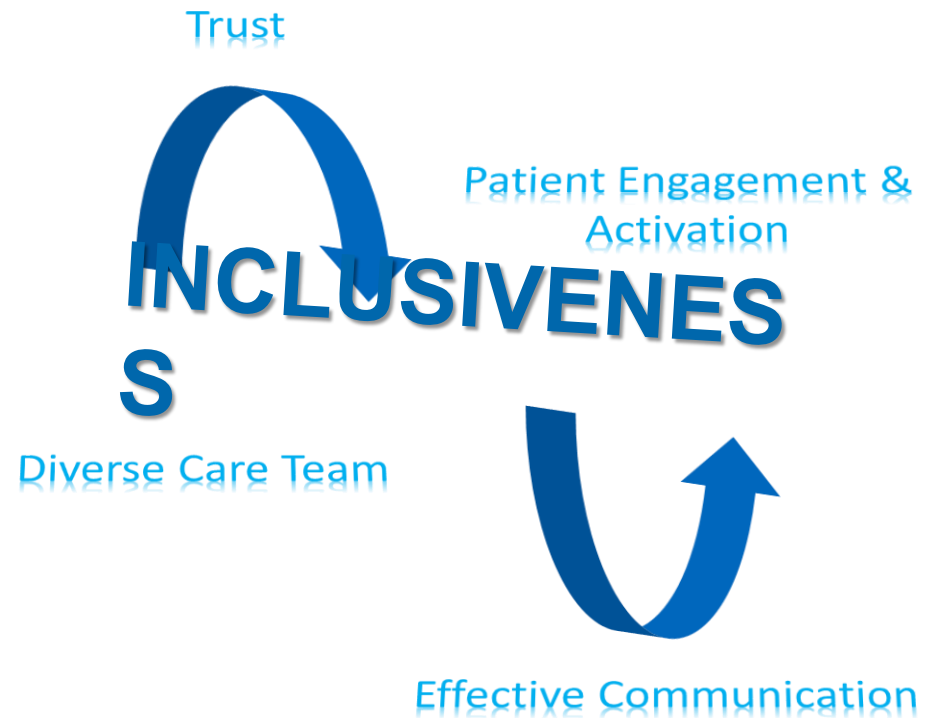 Trust
Patient Engagement &
Activation
INCLUSIVENES
S
Diverse Care Team
Effective Communication